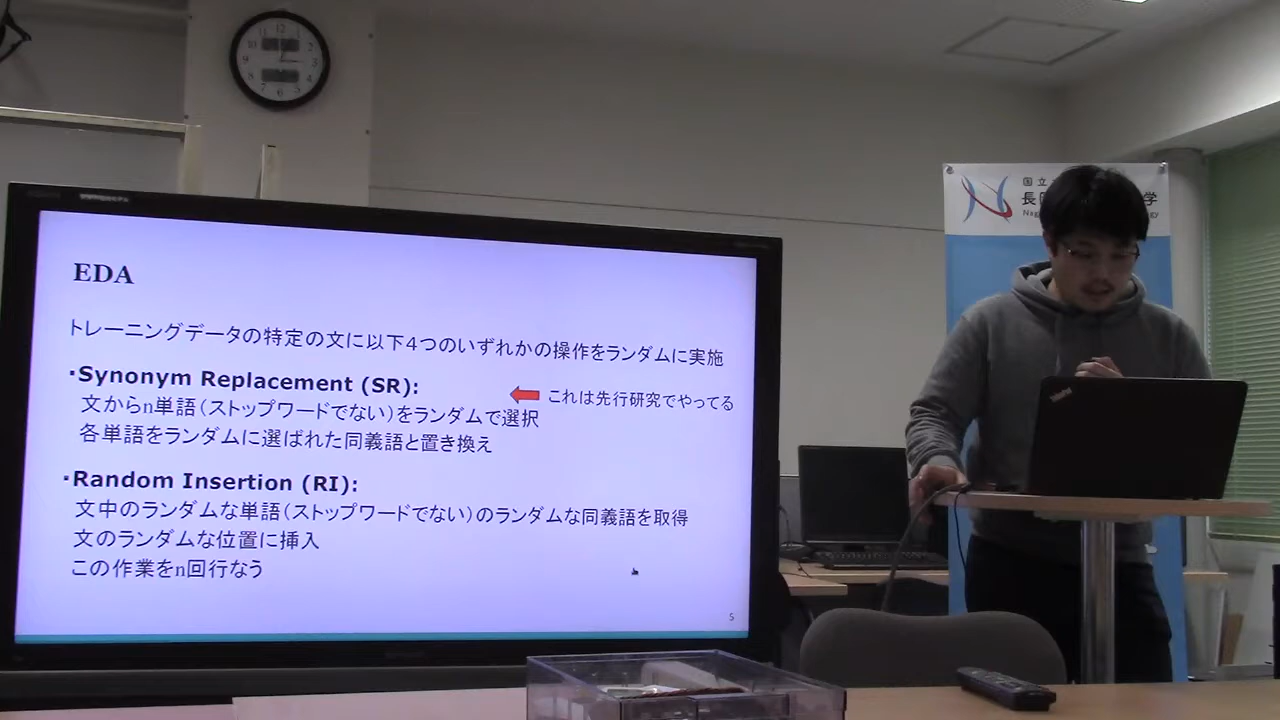 EDA
トレーニングデータの特定の文に以下4つのいずれかの操作をランダムに実施
・Synonym Replacement (SR):
これは先行研究でやってる
文からn単語(ストップワードでない)をランダムで選択
各単語をランダムに選ばれた同義語と置き換え
・Random Insertion (RI):
文中のランダムな単語(ストップワードでない)のランダムな同義語を取得
文のランダムな位置に挿入
この作業をn回行なう
5
国立
長 学
ThinkPad